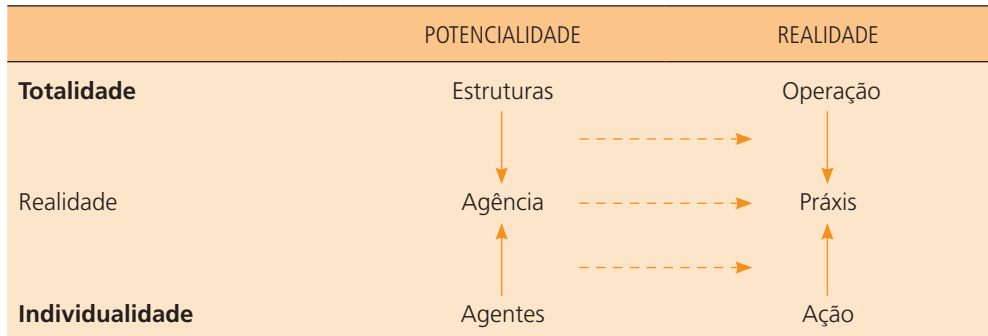 POTENCIALIDADE REALIDADE
Totalidade Estruturas Operação
Realidade Agência Práxis
Individualidade Agentes Ação